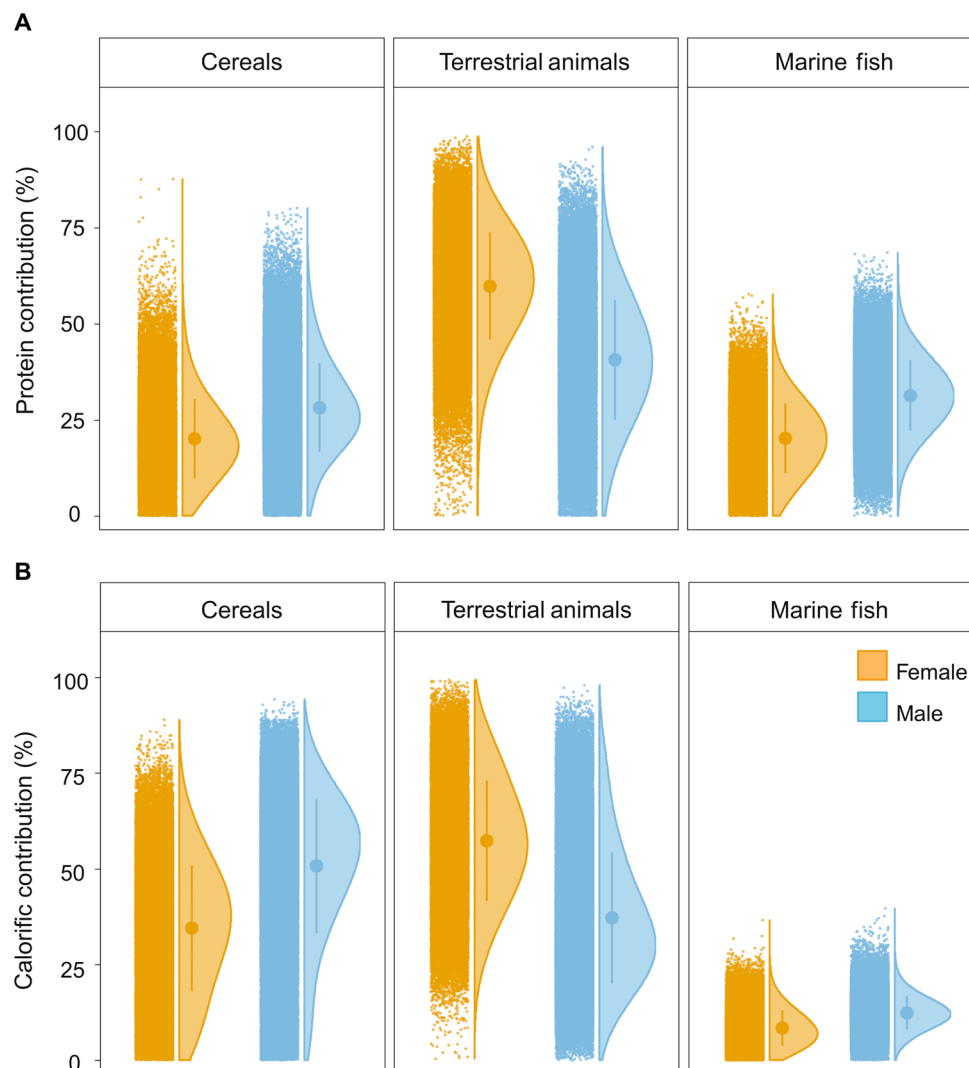 A
Cereals
Terrestrial animals
Marine fish
Protein contribution (%)
100
75
50
25
0
B
Cereals
Terrestrial animals
Marine fish
Calorific contribution (%)
100
75
50
25
0
Female
Male